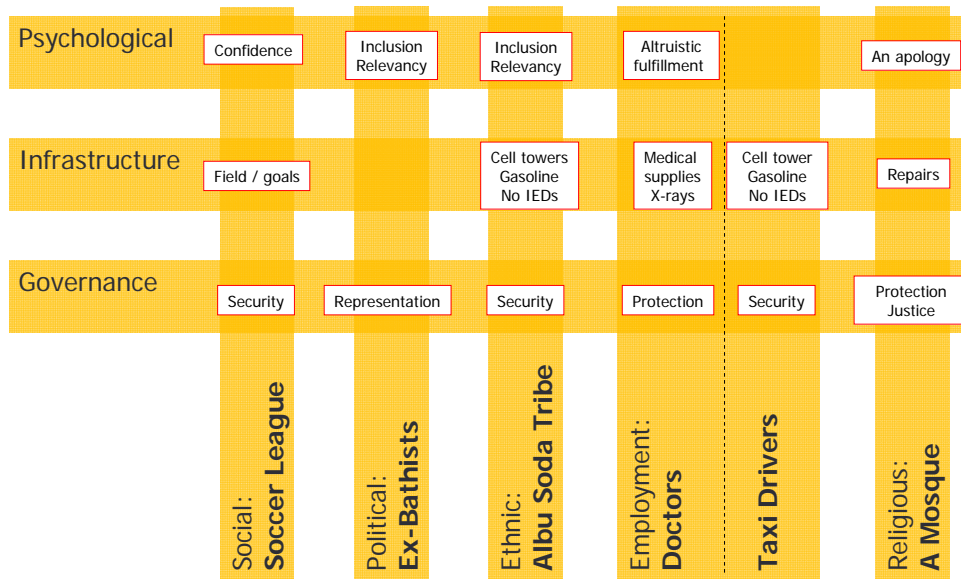 Psychological
Confidence
Inclusion
Relevancy
Inclusion
Relevancy
Altruistic
fulfillment
An apology
Infrastructure
Field / goals
Cell towers
Gasoline
No IEDs
Medical
supplies
X-rays
Cell tower
Gasoline
No IEDs
Repairs
Governance
Security
Representation
Security
Protection
Security
Protection
Justice
Social:
Soccer League
Political:
Ex-Bathists
Ethnic:
Albu Soda Tribe
Employment:
Doctors
Taxi Drivers
Religious:
A Mosque